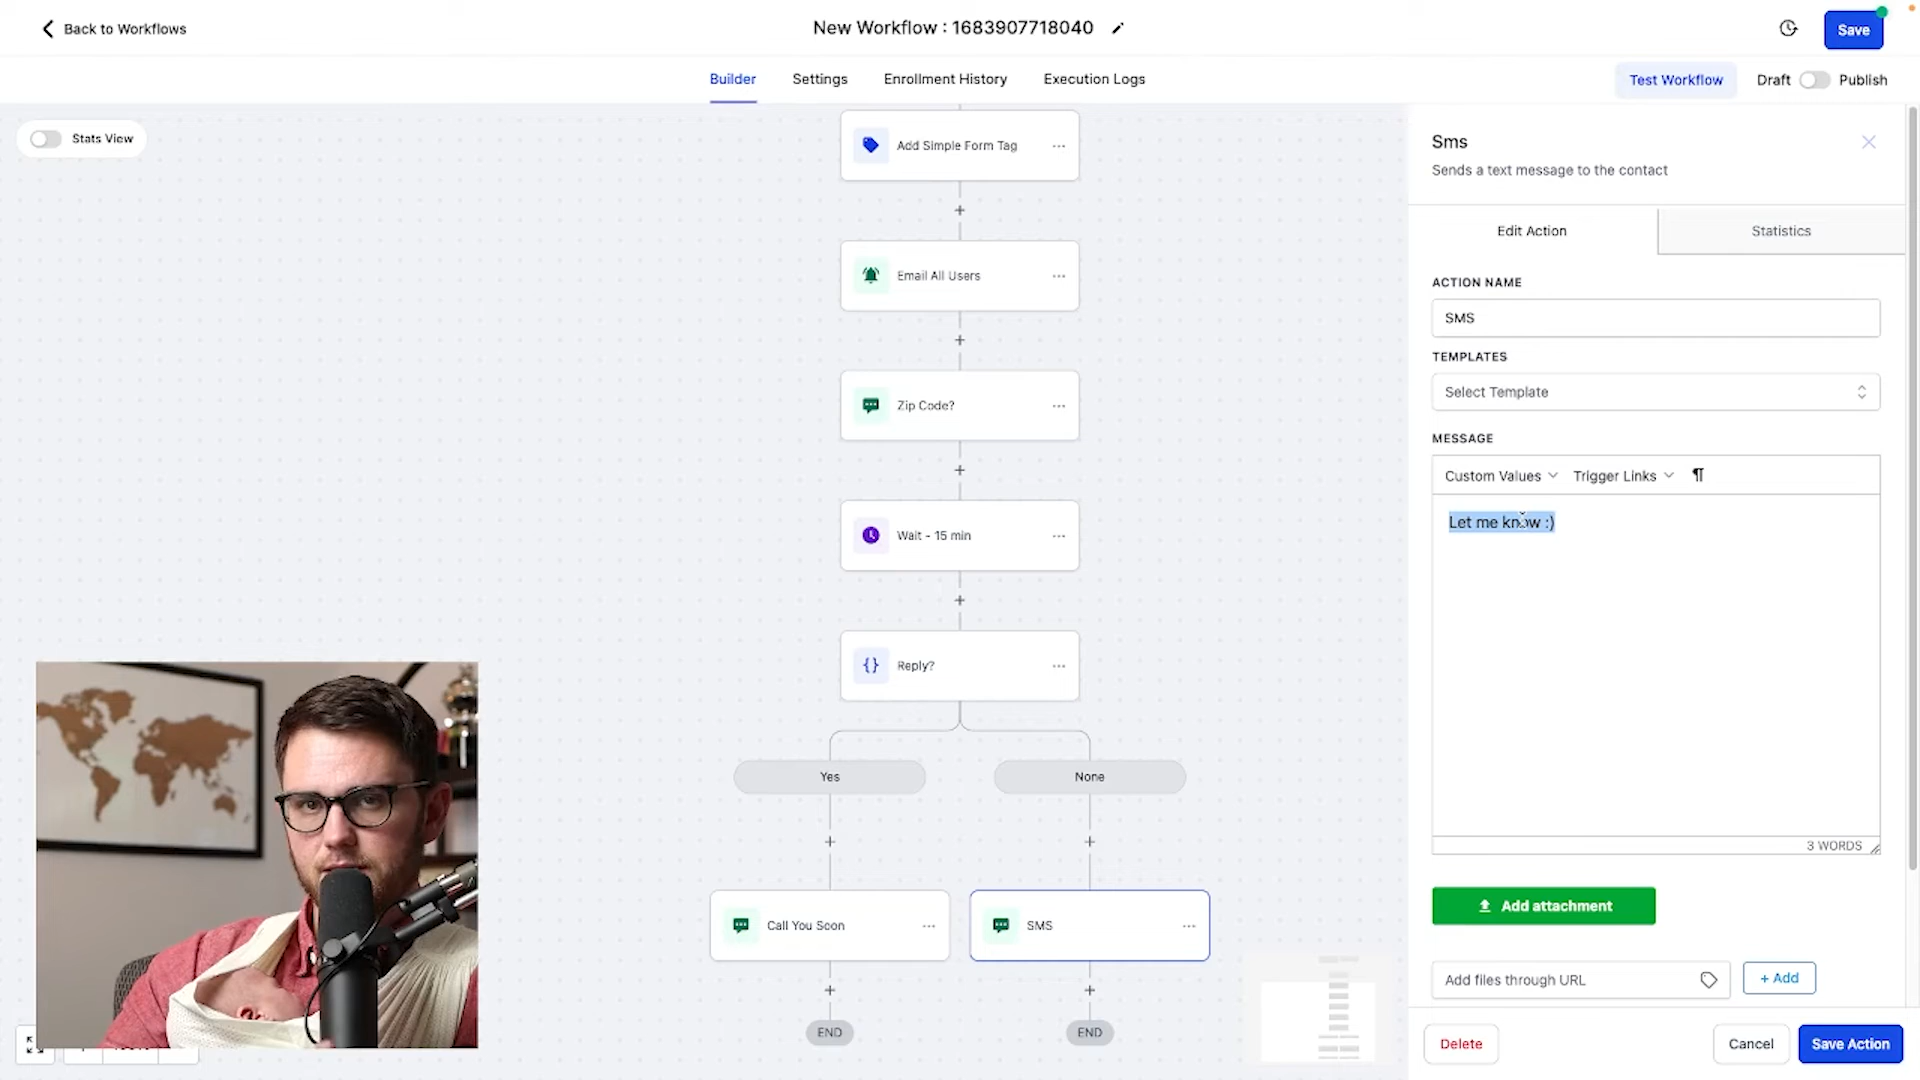 Back to Workflows
New Workflow : 1683907718040
Save
Builder
Settings
Enrollment History
Execution Logs
Test Workflow
Draft
Publish
Stats View
Add Simple Form Tag
Email All Users
Zip Code?
Wait - 15 min
Reply?
Yes
None
Call You Soon
SMS
END
END
Sms
Sends a text message to the contact
Edit Action
Statistics
ACTION NAME
SMS
TEMPLATES
Select Template
MESSAGE
Custom Values
Trigger Links
Let me know :)
3 WORDS
Add attachment
Add files through URL
+ Add
Delete
Cancel
Save Action